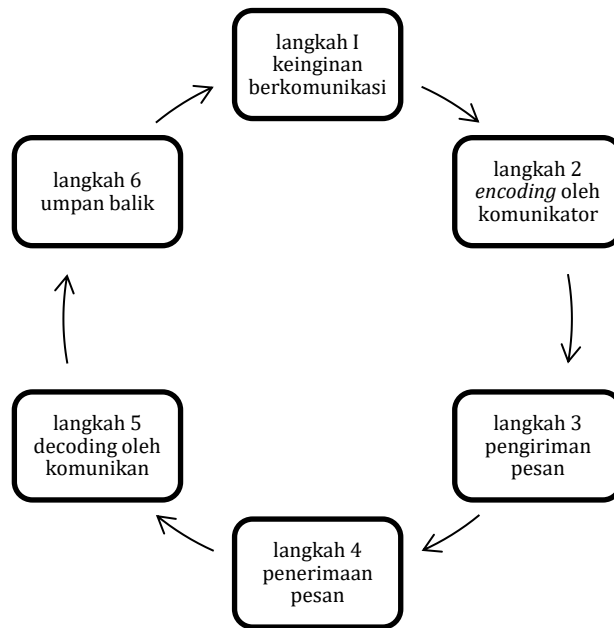 langkah I
keinginan
berkomunikasi
langkah 2
encoding oleh
komunikator
langkah 3
pengiriman
pesan
langkah 4
penerimaan
pesan
langkah 5
decoding oleh
komunikan
langkah 6
umpan balik